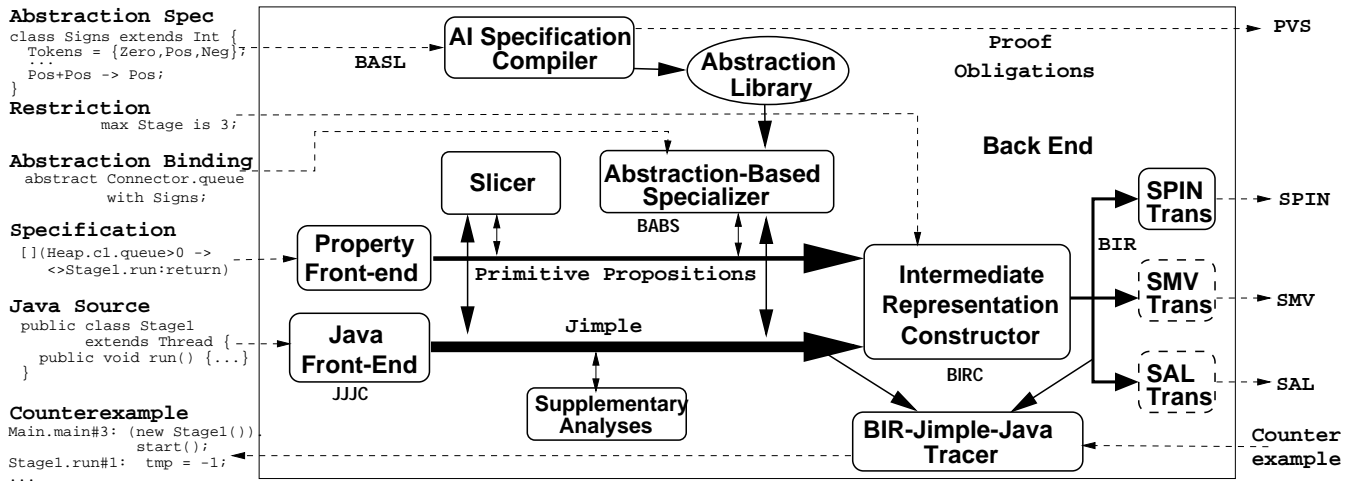 Abstraction Spec
class Signs extends Int {
Tokens = {Zero,Pos,Neg};
...
Pos+Pos -> Pos;
}
Restriction
max Stage is 3;
Abstraction Binding
abstract Connector.queue
with Signs;
Specification
[](Heap.c1.queue>0 ->
<>Stage1.run:return)
Java Source
public class Stage1
extends Thread {
public void run() {...}
}
Counterexample
Main.main#3: (new Stage1()).
start();
Stage1.run#1: tmp = -1;
...
BASL
AI Specification
Compiler
Abstraction
Library
Proof
Obligations
PVS
Back End
Slicer
Abstraction-Based
Specializer
BABS
Property
Front-end
Primitive Propositions
Java
Front-End
JJJC
Jimple
Supplementary
Analyses
Intermediate
Representation
Constructor
BIRC
BIR
SPIN
Trans
SPIN
SMV
Trans
SMV
SAL
Trans
SAL
BIR-Jimple-Java
Tracer
Counter
example